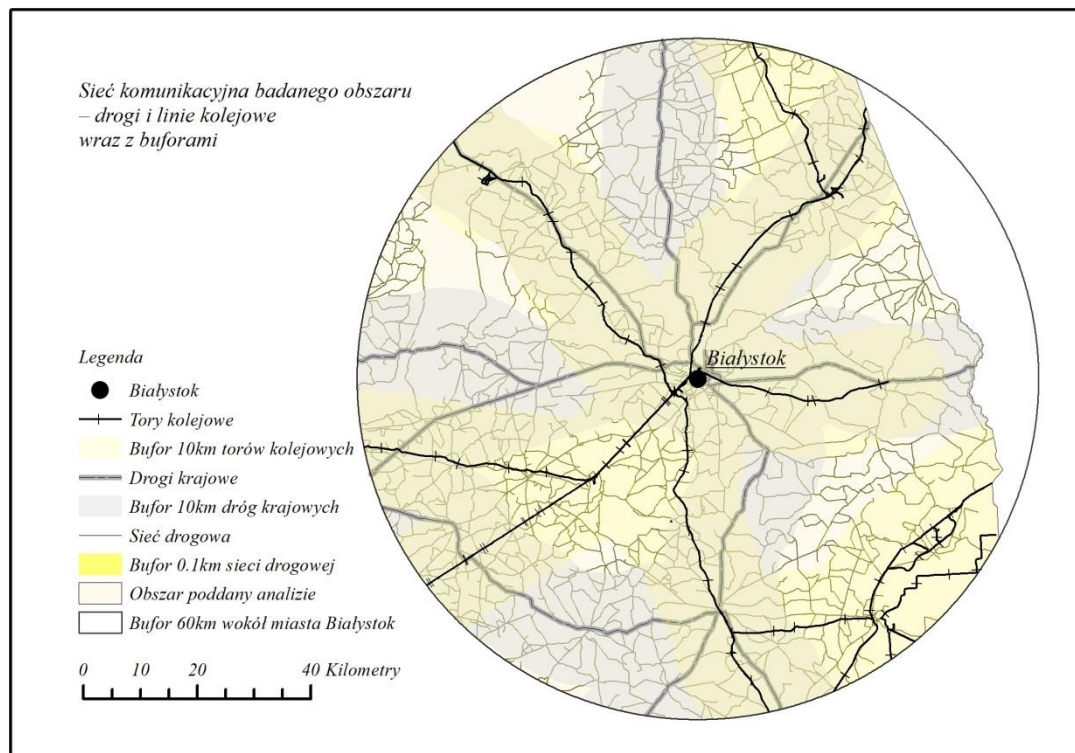 Sieć komunikacyjna badanego obszaru
– drogi i linie kolejowe
wraz z buforami
Białystok
Legenda
Białystok
Tory kolejowe
Bufor 10km torów kolejowych
Drogi krajowe
Bufor 10km dróg krajowych
Sieć drogowa
Bufor 0.1km sieci drogowej
Obszar poddany analizie
Bufor 60km wokół miasta Białystok
0 10 20 40 Kilometry